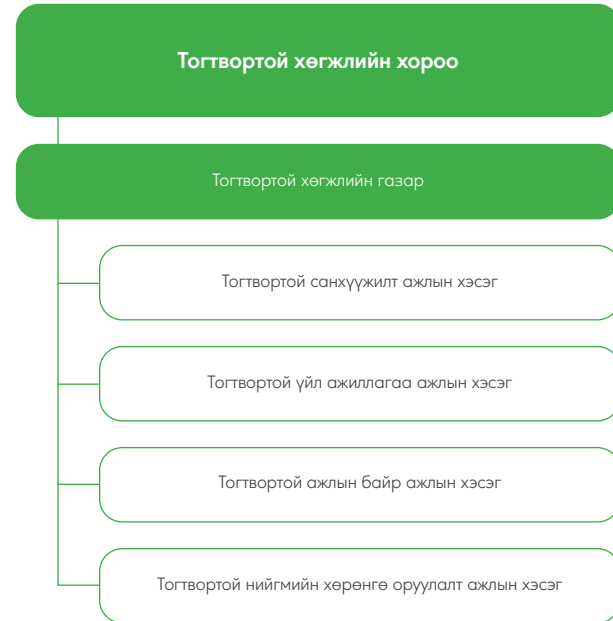 Тогтвортой хөгжлийн хороо
Тогтвортой хөгжлийн газар
Тогтвортой санхүүжилт ажлын хэсэг
Тогтвортой үйл ажиллагаа ажлын хэсэг
Тогтвортой ажлын байр ажлын хэсэг
Тогтвортой нийгмийн хөрөнгө оруулалт ажлын хэсэг